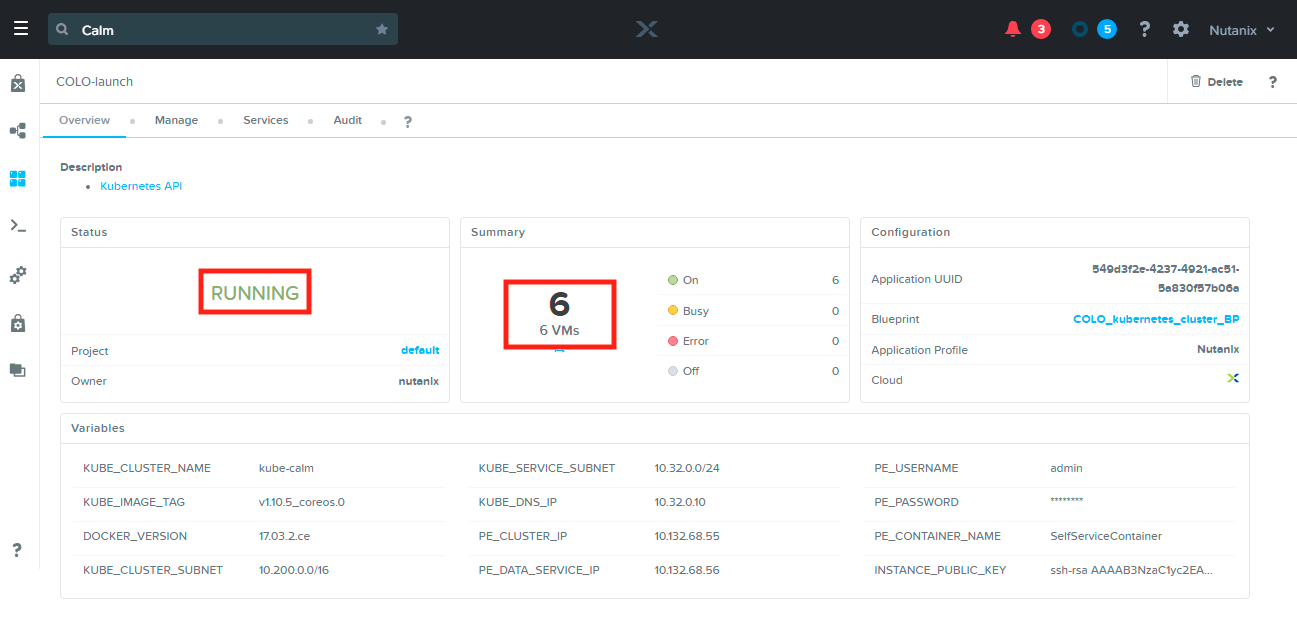 Calm
3
5
?
Nutanix
COLO-launch
Delete
?
Overview
Manage
Services
Audit
?
Description
Kubernetes API
Status
RUNNING
Project
default
Owner
nutanix
Summary
6
6 VMs
On 6
Busy 0
Error 0
Off 0
Configuration
Application UUID
549d3f2e-4237-4921-ac51-
5a830f57b06a
Blueprint
COLO_kubernetes_cluster_BP
Application Profile
Nutanix
Cloud
Variables
KUBE_CLUSTER_NAME kube-calm KUBE_SERVICE_SUBNET 10.32.0.0/24 PE_USERNAME admin
KUBE_IMAGE_TAG v1.10.5_coreos.0 KUBE_DNS_IP 10.32.0.10 PE_PASSWORD ********
DOCKER_VERSION 17.03.2.ce PE_CLUSTER_IP 10.132.68.55 PE_CONTAINER_NAME SelfServiceContainer
KUBE_CLUSTER_SUBNET 10.200.0.0/16 PE_DATA_SERVICE_IP 10.132.68.56 INSTANCE_PUBLIC_KEY ssh-rsa AAAAB3NzaC1yc2EA...
?